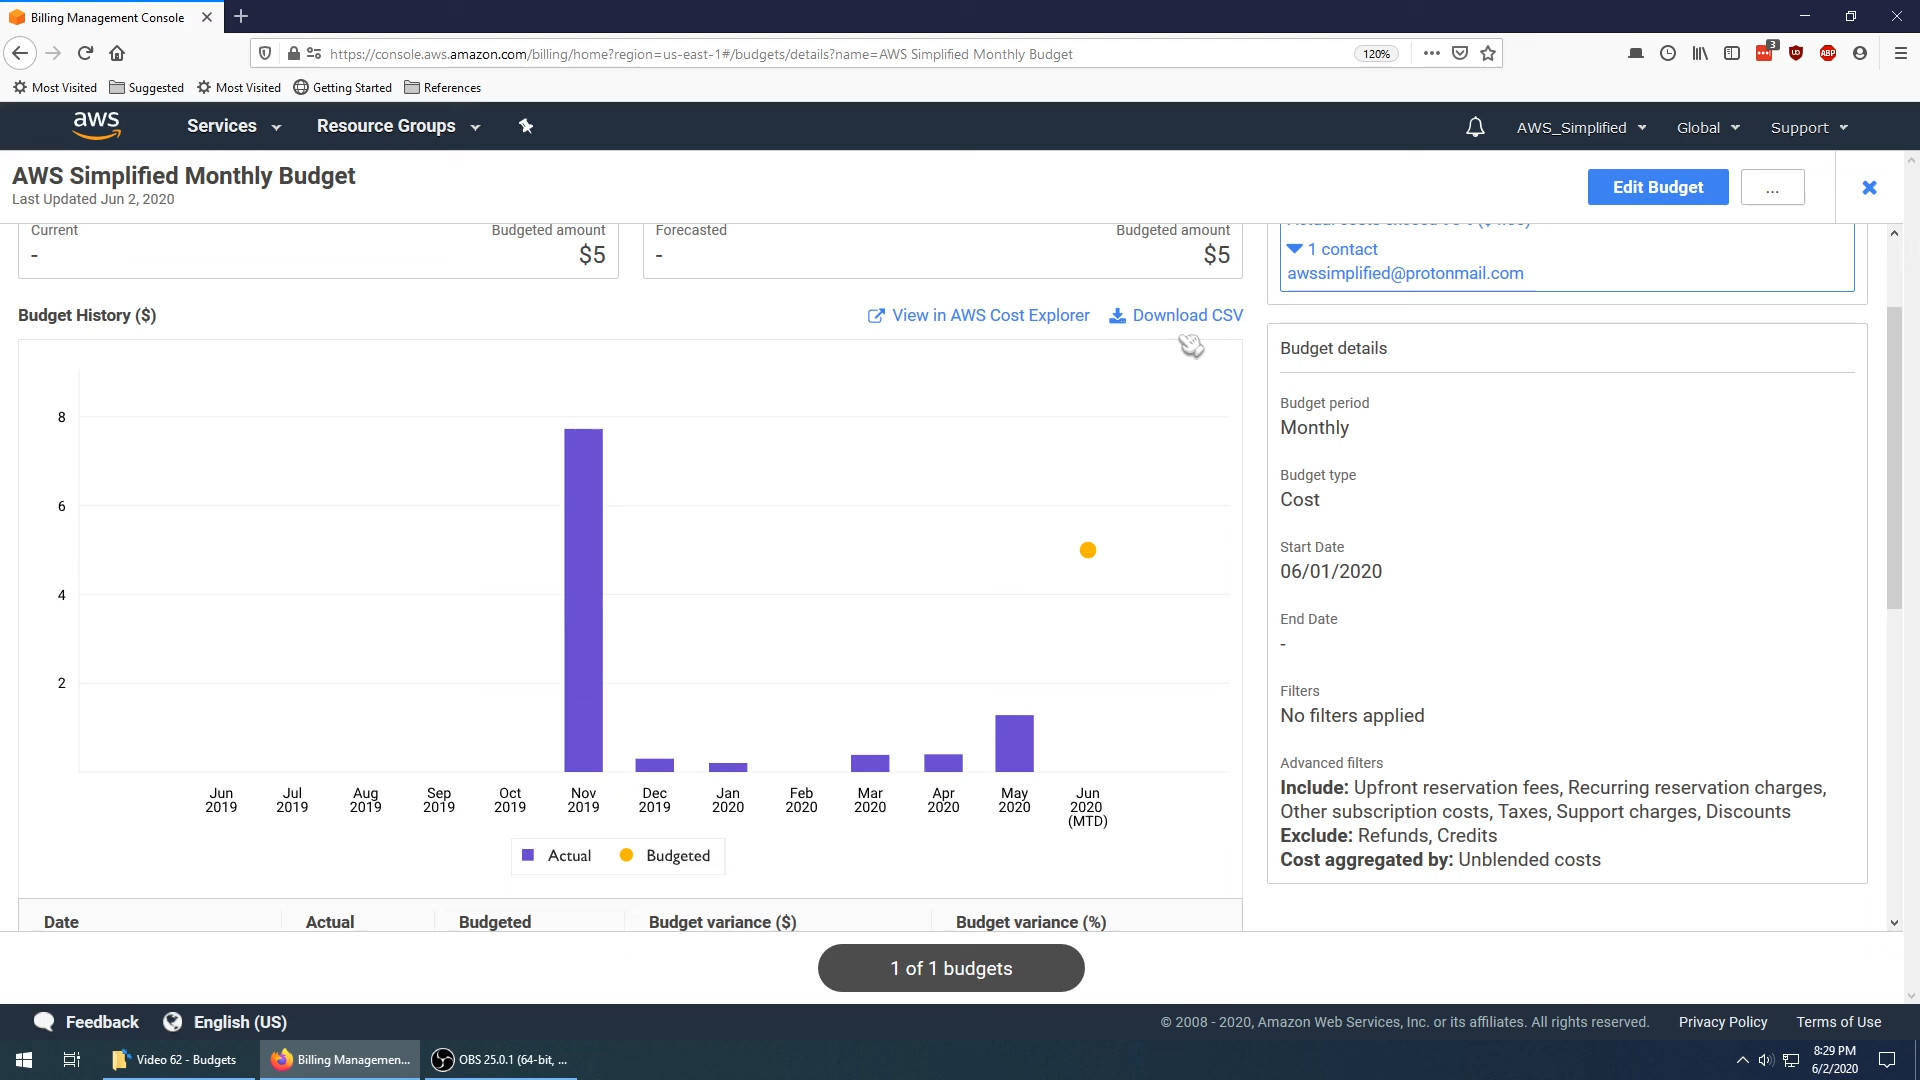 Billing Management Console
https://console.aws.amazon.com/billing/home?region=us-east-1#/budgets/details?name=AWS Simplified Monthly Budget
120%
3
Most Visited
Suggested
Most Visited
Getting Started
References
aws
Services
Resource Groups
AWS_Simplified
Global
Support
AWS Simplified Monthly Budget
Last Updated Jun 2, 2020
Edit Budget
...
Current
Budgeted amount
-
$5
Forecasted
Budgeted amount
-
$5
1 contact
awssimplified@protonmail.com
Budget History ($)
View in AWS Cost Explorer
Download CSV
8
6
4
2
Jun 2019
Jul 2019
Aug 2019
Sep 2019
Oct 2019
Nov 2019
Dec 2019
Jan 2020
Feb 2020
Mar 2020
Apr 2020
May 2020
Jun 2020 (MTD)
Actual
Budgeted
Date
Actual
Budgeted
Budget variance ($)
Budget variance (%)
Budget details
Budget period
Monthly
Budget type
Cost
Start Date
06/01/2020
End Date
-
Filters
No filters applied
Advanced filters
Include: Upfront reservation fees, Recurring reservation charges,
Other subscription costs, Taxes, Support charges, Discounts
Exclude: Refunds, Credits
Cost aggregated by: Unblended costs
1 of 1 budgets
Feedback
English (US)
© 2008 - 2020, Amazon Web Services, Inc. or its affiliates. All rights reserved.
Privacy Policy
Terms of Use
Video 62 - Budgets
Billing Managemen...
OBS 25.0.1 (64-bit, ...
8:29 PM
6/2/2020